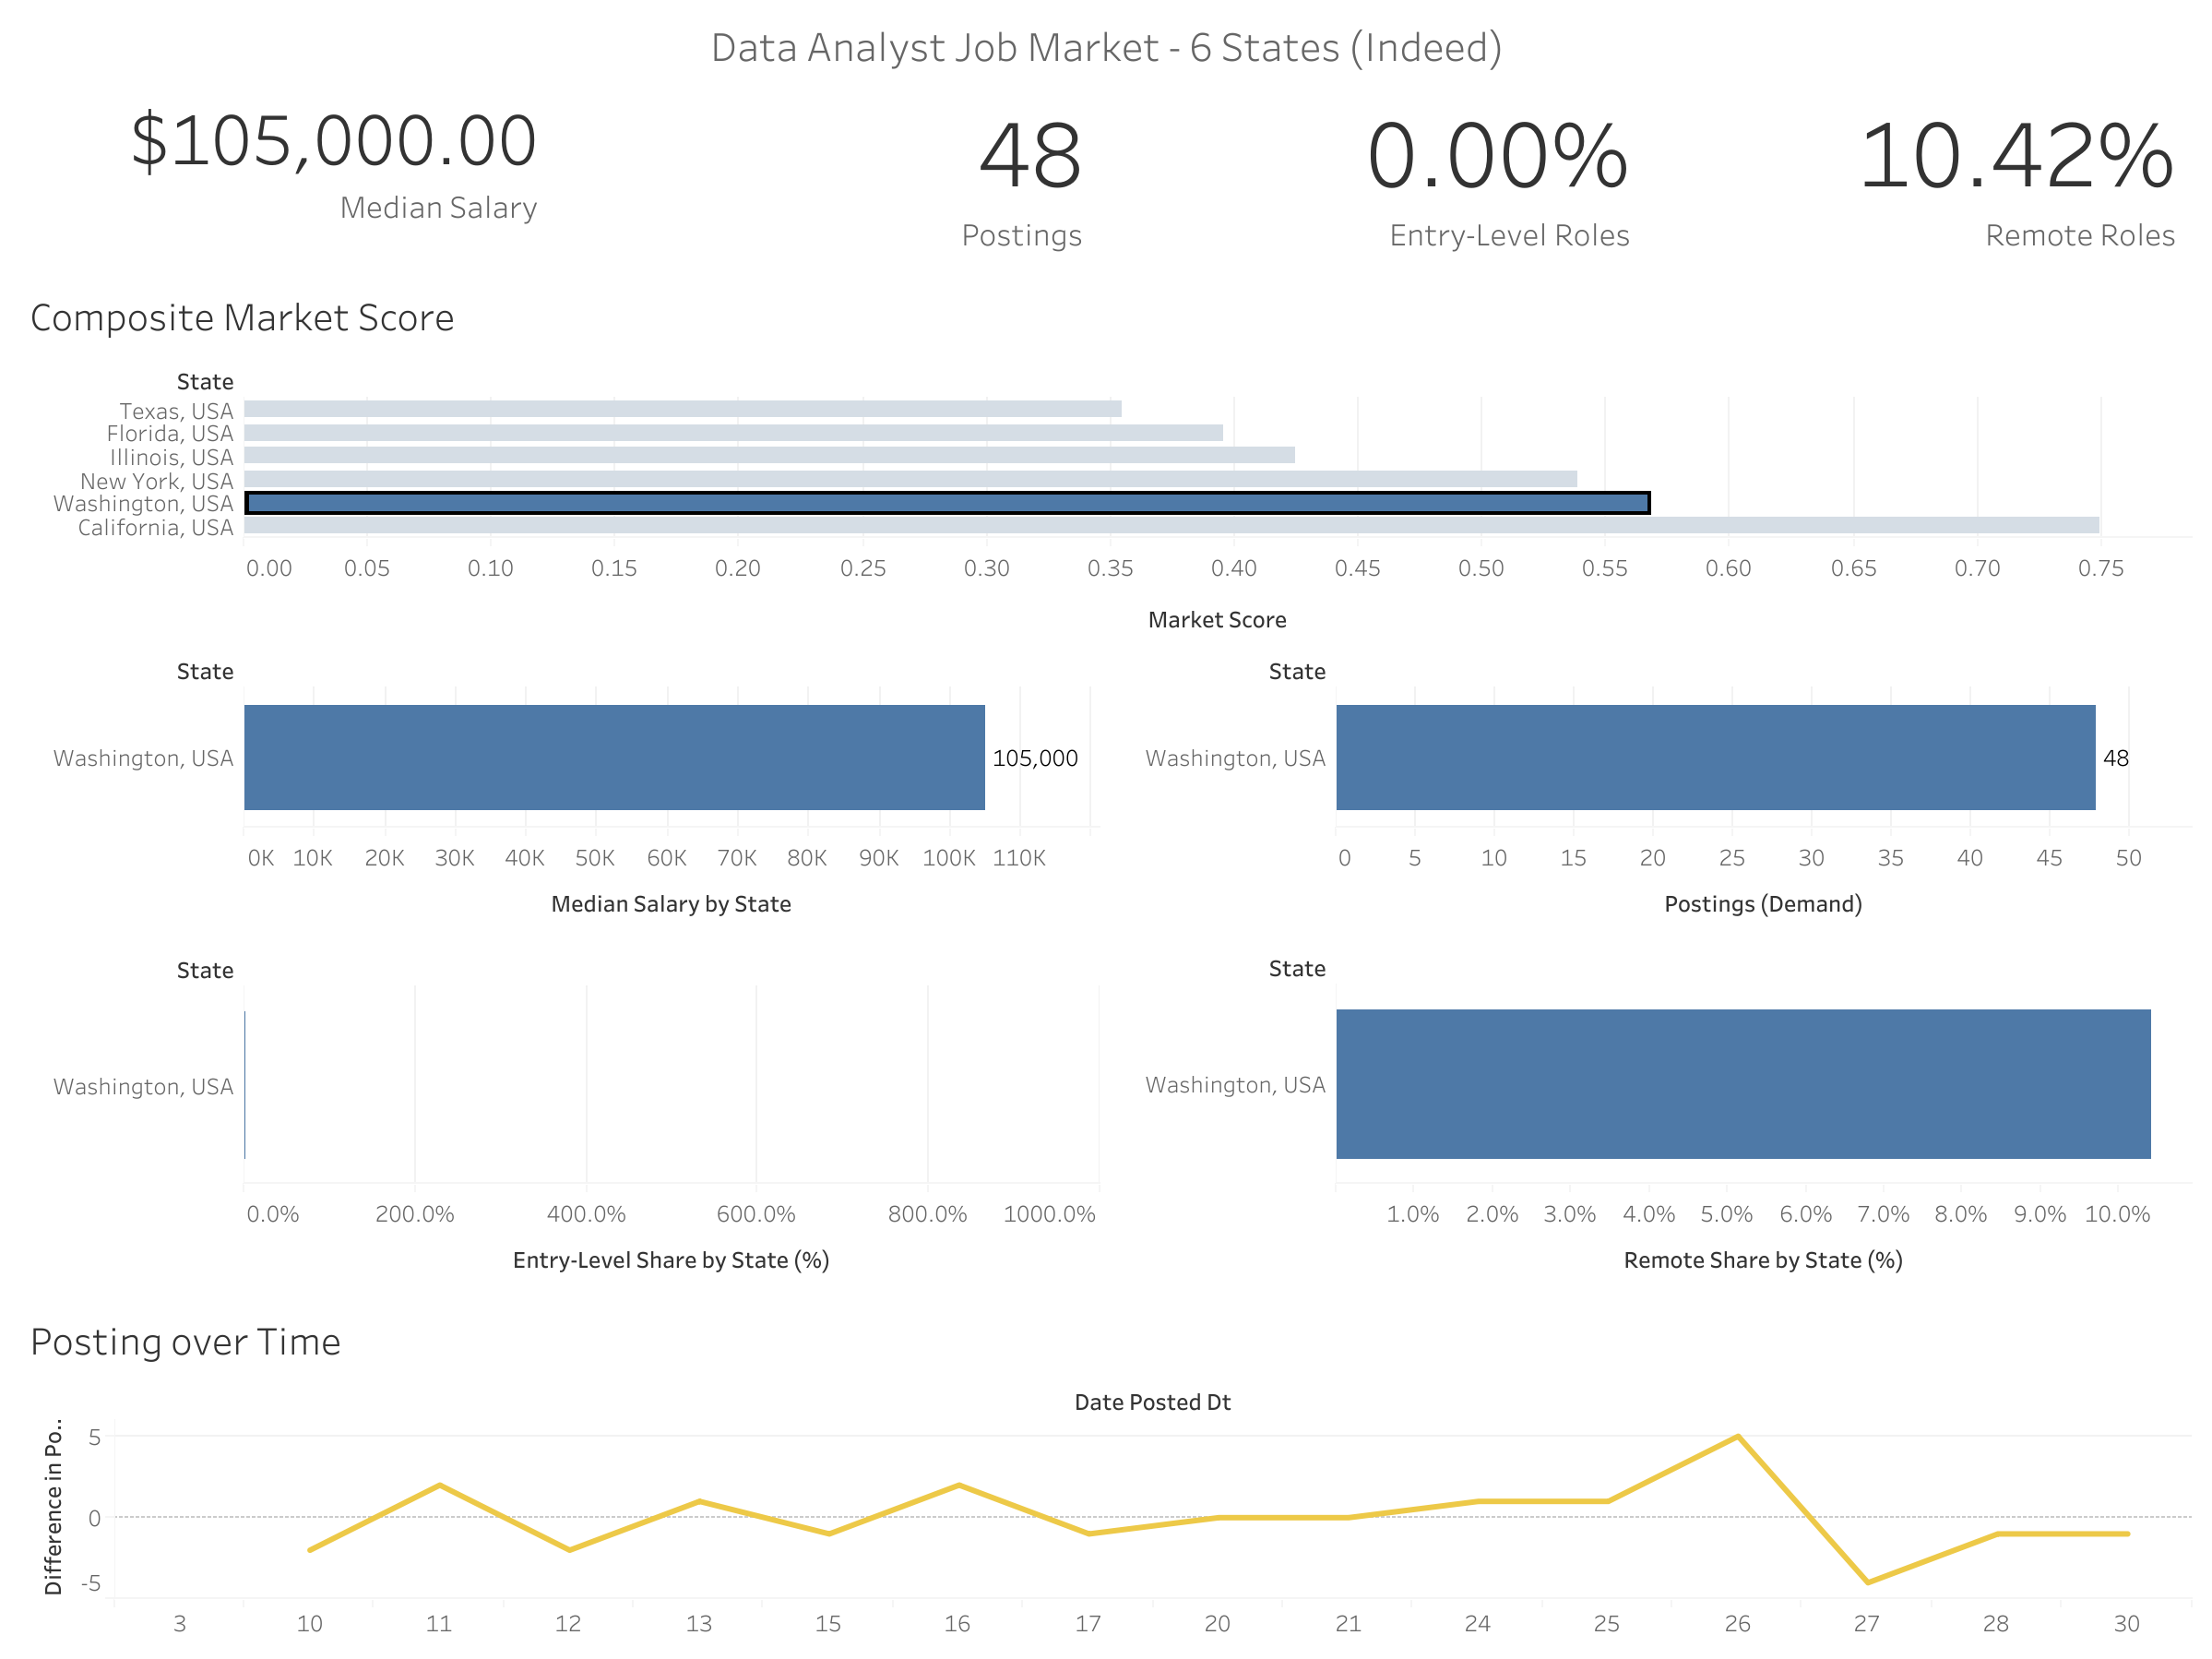 Data Analyst Job Market - 6 States (Indeed)
$105,000.00
Median Salary
48
Postings
0.00%
Entry-Level Roles
10.42%
Remote Roles
Composite Market Score
State
Texas, USA
Florida, USA
Illinois, USA
New York, USA
Washington, USA
California, USA
0.00 0.05 0.10 0.15 0.20 0.25 0.30 0.35 0.40 0.45 0.50 0.55 0.60 0.65 0.70 0.75
Market Score
State
Washington, USA
105,000
0K 10K 20K 30K 40K 50K 60K 70K 80K 90K 100K 110K
Median Salary by State
State
Washington, USA
48
0 5 10 15 20 25 30 35 40 45 50
Postings (Demand)
State
Washington, USA
0.0% 200.0% 400.0% 600.0% 800.0% 1000.0%
Entry-Level Share by State (%)
State
Washington, USA
1.0% 2.0% 3.0% 4.0% 5.0% 6.0% 7.0% 8.0% 9.0% 10.0%
Remote Share by State (%)
Posting over Time
Date Posted Dt
Difference in Po..
5
0
-5
3 10 11 12 13 15 16 17 20 21 24 25 26 27 28 30